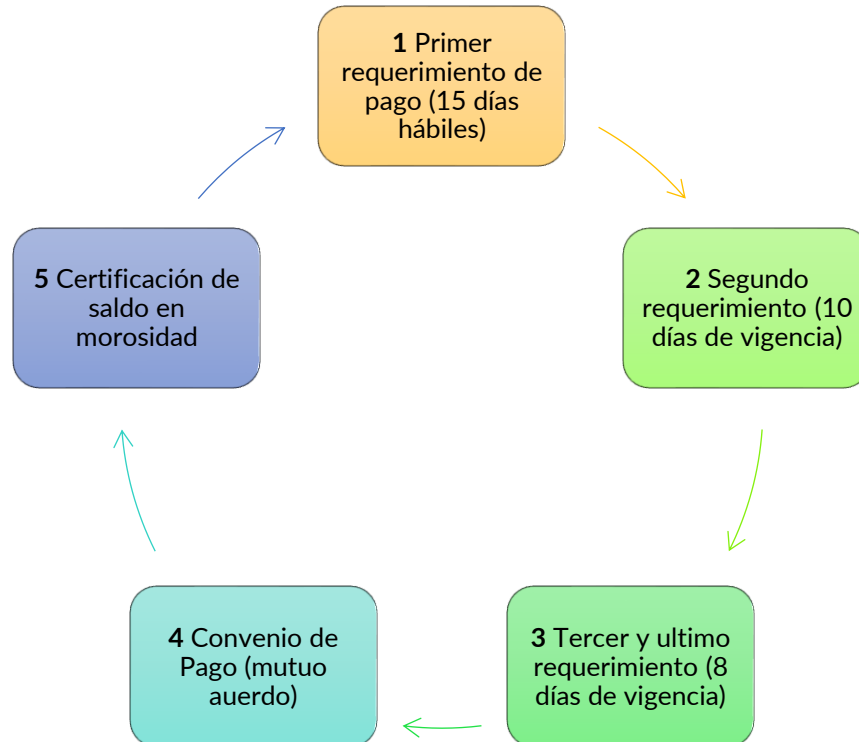 1 Primer
requerimiento de
pago (15 días
hábiles)
2 Segundo
requerimiento (10
días de vigencia)
3 Tercer y ultimo
requerimiento (8
días de vigencia)
4 Convenio de
Pago (mutuo
auerdo)
5 Certificación de
saldo en
morosidad